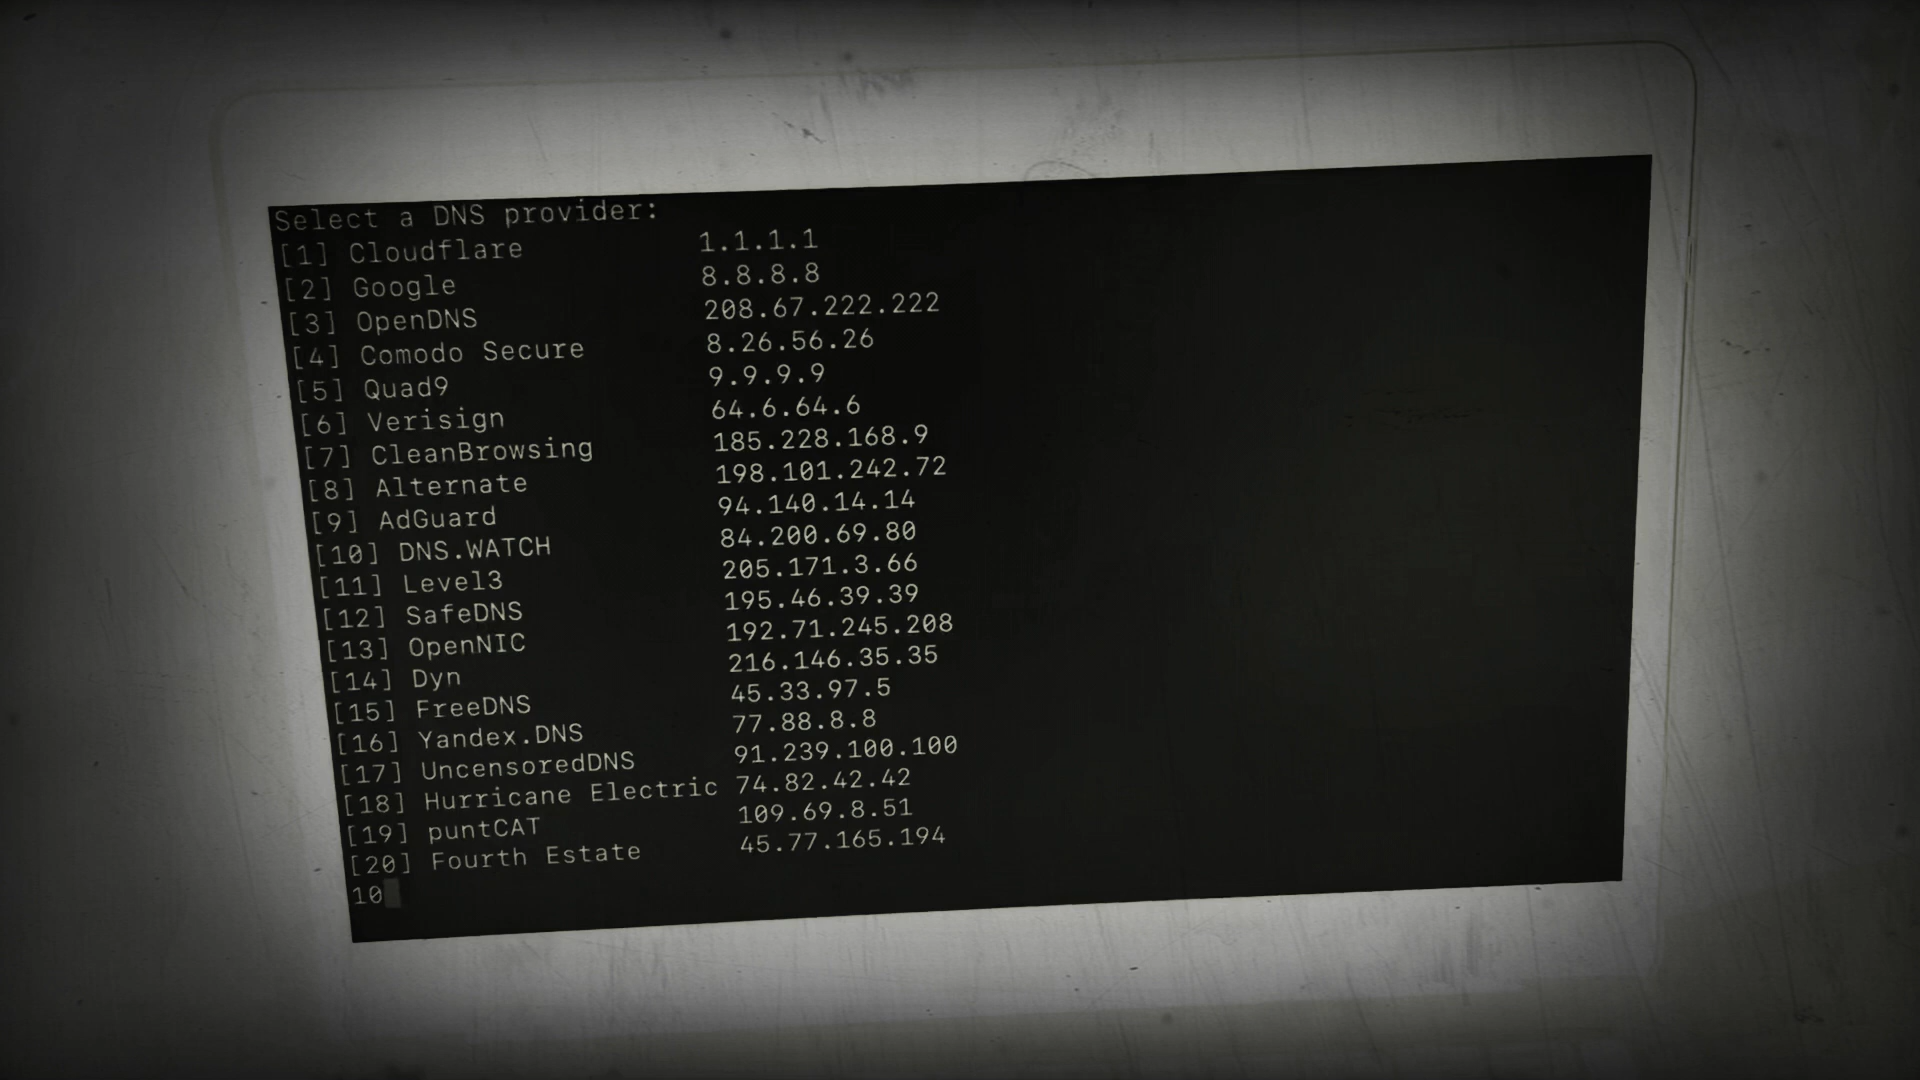 Select a DNS provider:
[1] Cloudflare 1.1.1.1
[2] Google 8.8.8.8
[3] OpenDNS 208.67.222.222
[4] Comodo Secure 8.26.56.26
[5] Quad9 9.9.9.9
[6] Verisign 64.6.64.6
[7] CleanBrowsing 185.228.168.9
[8] Alternate 198.101.242.72
[9] AdGuard 94.140.14.14
[10] DNS.WATCH 84.200.69.80
[11] Level3 205.171.3.66
[12] SafeDNS 195.46.39.39
[13] OpenNIC 192.71.245.208
[14] Dyn 216.146.35.35
[15] FreeDNS 45.33.97.5
[16] Yandex.DNS 77.88.8.8
[17] UncensoredDNS 91.239.100.100
[18] Hurricane Electric 74.82.42.42
[19] puntCAT 109.69.8.51
[20] Fourth Estate 45.77.165.194
10